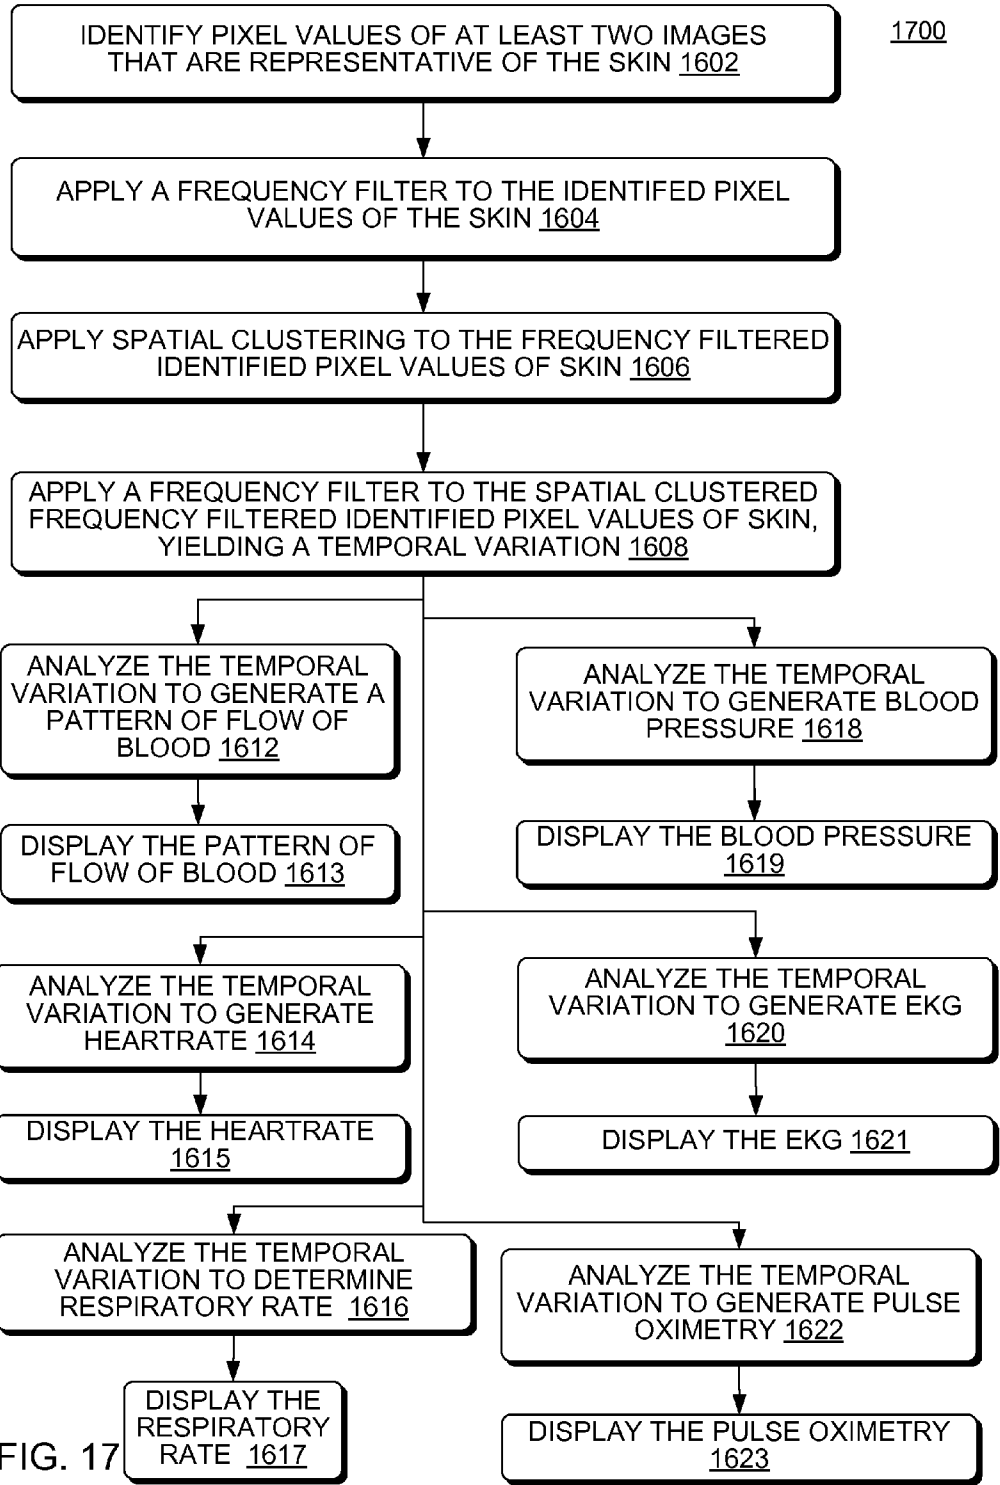 IDENTIFY PIXEL VALUES OF AT LEAST TWO IMAGES
THAT ARE REPRESENTATIVE OF THE SKIN 1602
1700
APPLY A FREQUENCY FILTER TO THE IDENTIFED PIXEL
VALUES OF THE SKIN 1604
APPLY SPATIAL CLUSTERING TO THE FREQUENCY FILTERED
IDENTIFIED PIXEL VALUES OF SKIN 1606
APPLY A FREQUENCY FILTER TO THE SPATIAL CLUSTERED
FREQUENCY FILTERED IDENTIFIED PIXEL VALUES OF SKIN,
YIELDING A TEMPORAL VARIATION 1608
ANALYZE THE TEMPORAL
VARIATION TO GENERATE A
PATTERN OF FLOW OF
BLOOD 1612
ANALYZE THE TEMPORAL
VARIATION TO GENERATE BLOOD
PRESSURE 1618
DISPLAY THE PATTERN OF
FLOW OF BLOOD 1613
DISPLAY THE BLOOD PRESSURE
1619
ANALYZE THE TEMPORAL
VARIATION TO GENERATE
HEARTRATE 1614
ANALYZE THE TEMPORAL
VARIATION TO GENERATE EKG
1620
DISPLAY THE HEARTRATE
1615
DISPLAY THE EKG 1621
ANALYZE THE TEMPORAL
VARIATION TO DETERMINE
RESPIRATORY RATE 1616
ANALYZE THE TEMPORAL
VARIATION TO GENERATE PULSE
OXIMETRY 1622
DISPLAY THE
RESPIRATORY
RATE 1617
DISPLAY THE PULSE OXIMETRY
1623
FIG. 17